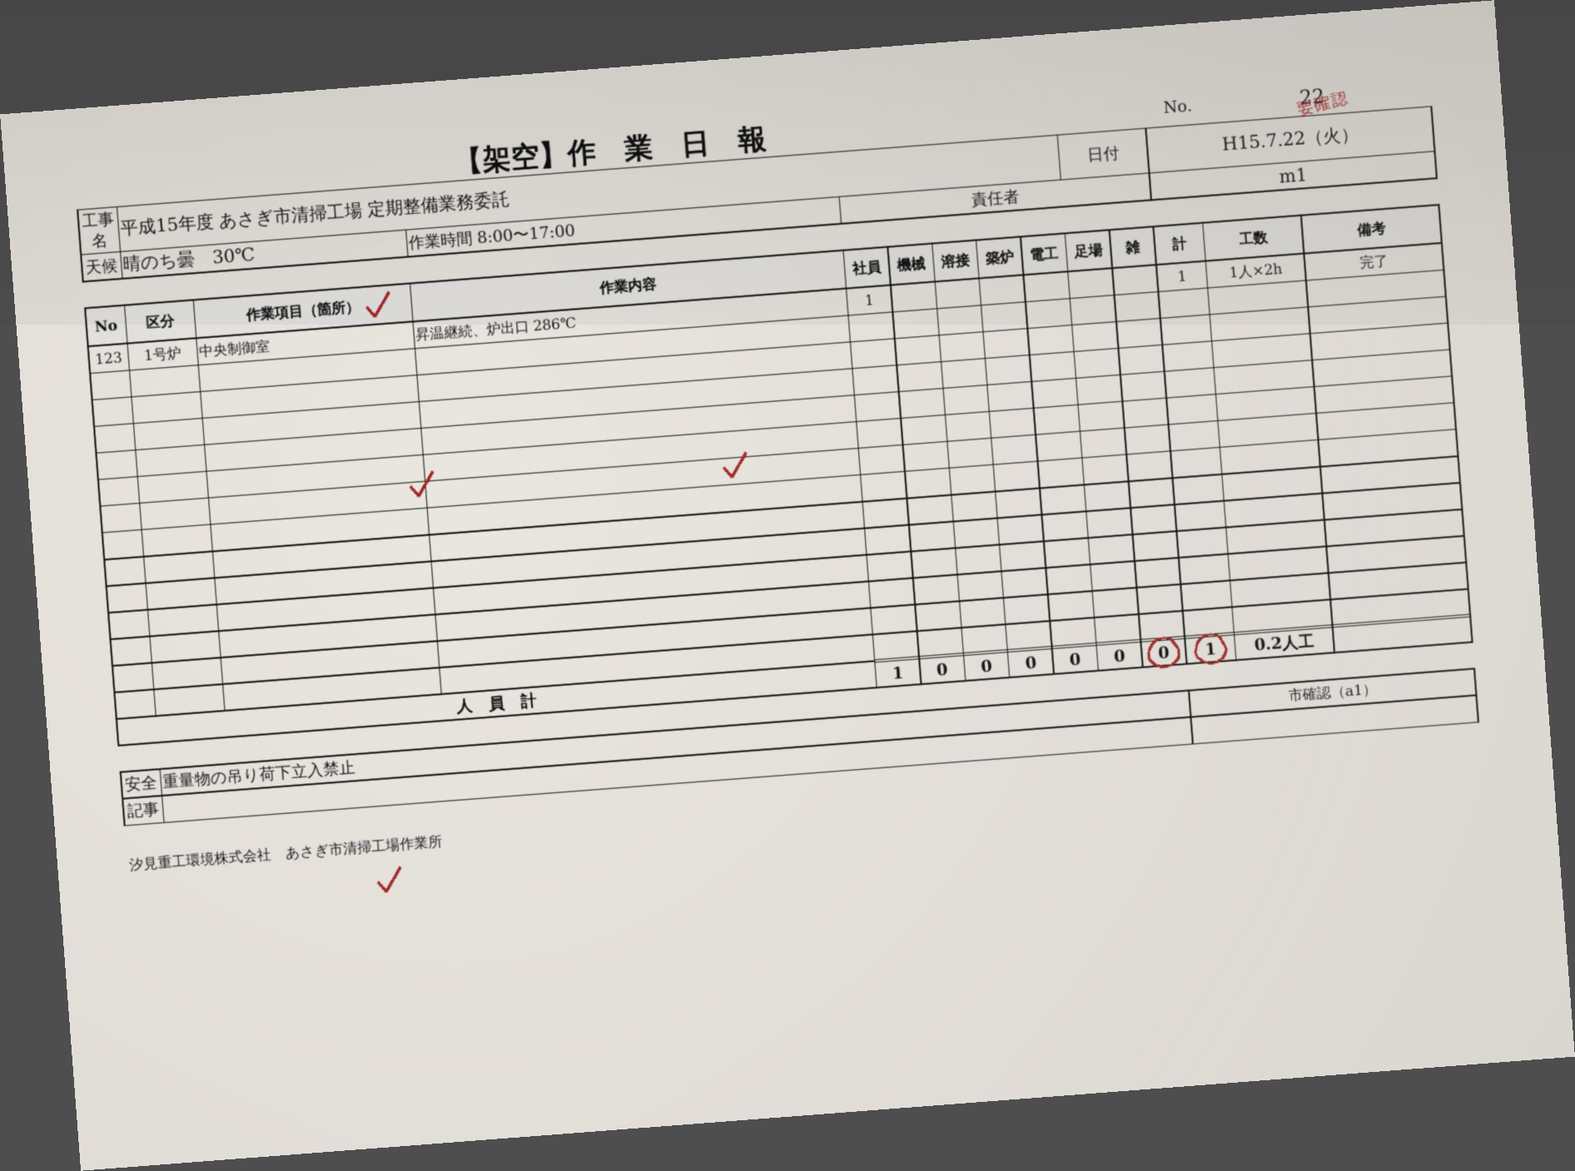 No. 22
要確認
【架空】作 業 日 報
工事名 平成15年度 あさぎ市清掃工場 定期整備業務委託 日付 H15.7.22（火）
天候 晴のち曇 30℃ 作業時間 8:00〜17:00 責任者 m1
No 区分 作業項目（箇所） 作業内容 社員 機械 溶接 築炉 電工 足場 雑 計 工数 備考
123 1号炉 中央制御室 昇温継続、炉出口 286℃ 1 1 1人×2h 完了
人 員 計 1 0 0 0 0 0 0 1 0.2人工
安全 重量物の吊り荷下立入禁止 市確認（a1）
記事
汐見重工環境株式会社 あさぎ市清掃工場作業所